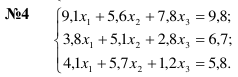 №4
9,1x₁ + 5,6x₂ + 7,8x₃ = 9,8;
3,8x₁ + 5,1x₂ + 2,8x₃ = 6,7;
4,1x₁ + 5,7x₂ + 1,2x₃ = 5,8.